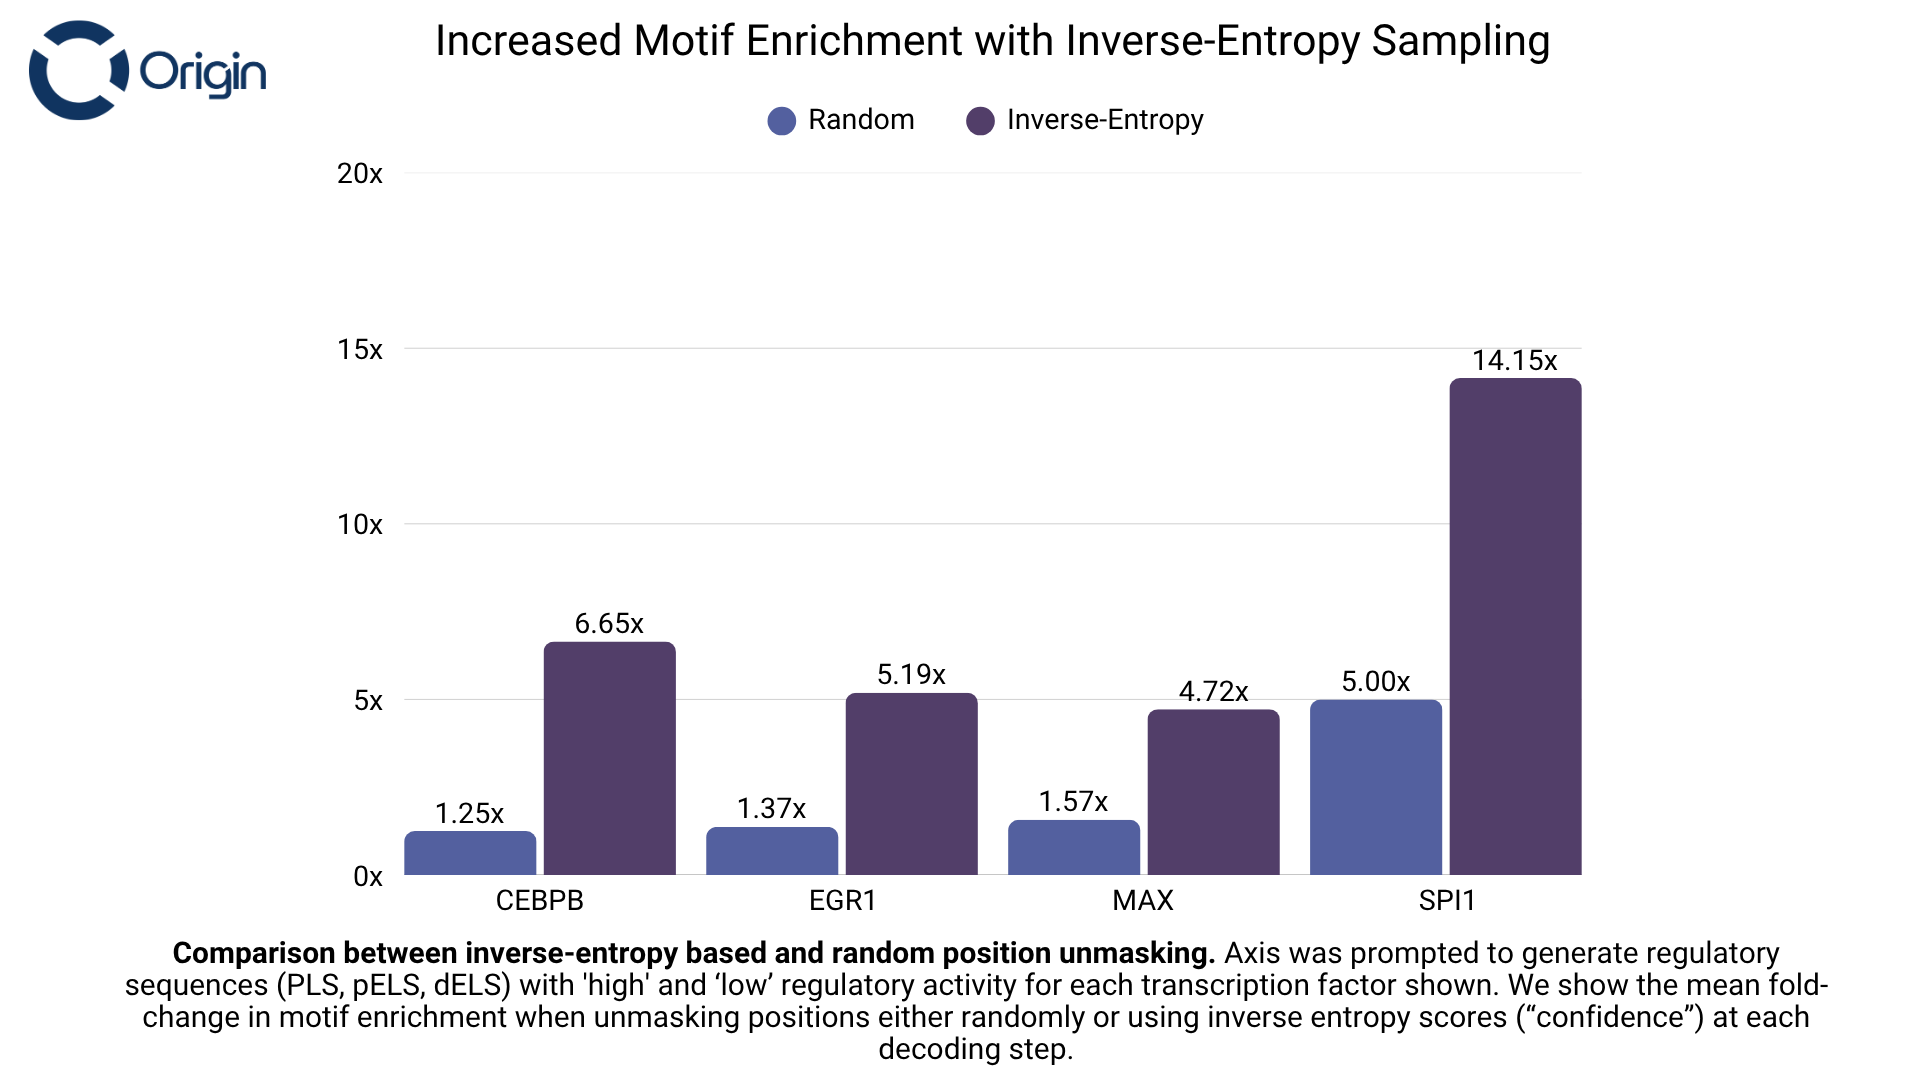 Origin
Increased Motif Enrichment with Inverse-Entropy Sampling
Random
Inverse-Entropy
20x
15x
10x
5x
0x
1.25x
6.65x
1.37x
5.19x
1.57x
4.72x
5.00x
14.15x
CEBPB
EGR1
MAX
SPI1
Comparison between inverse-entropy based and random position unmasking. Axis was prompted to generate regulatory
sequences (PLS, pELS, dELS) with 'high' and ‘low’ regulatory activity for each transcription factor shown. We show the mean fold-
change in motif enrichment when unmasking positions either randomly or using inverse entropy scores (“confidence”) at each
decoding step.